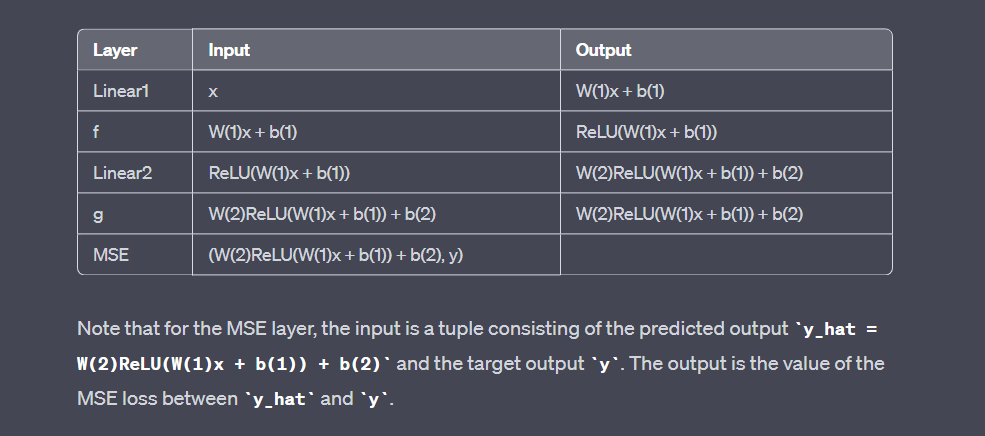 Layer Input Output
Linear1 x W(1)x + b(1)
f W(1)x + b(1) ReLU(W(1)x + b(1))
Linear2 ReLU(W(1)x + b(1)) W(2)ReLU(W(1)x + b(1)) + b(2)
g W(2)ReLU(W(1)x + b(1)) + b(2) W(2)ReLU(W(1)x + b(1)) + b(2)
MSE (W(2)ReLU(W(1)x + b(1)) + b(2), y)
Note that for the MSE layer, the input is a tuple consisting of the predicted output `y_hat =
W(2)ReLU(W(1)x + b(1)) + b(2)` and the target output `y`. The output is the value of the
MSE loss between `y_hat` and `y`.